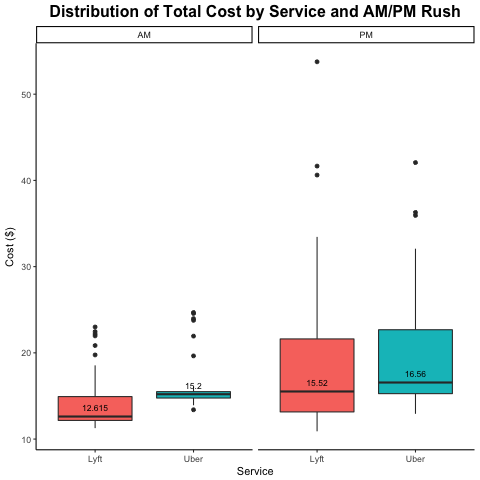 Distribution of Total Cost by Service and AM/PM Rush
AM PM
50
40
30
20
10
Cost ($)
12.615
15.2
15.52
16.56
Lyft Uber Lyft Uber
Service